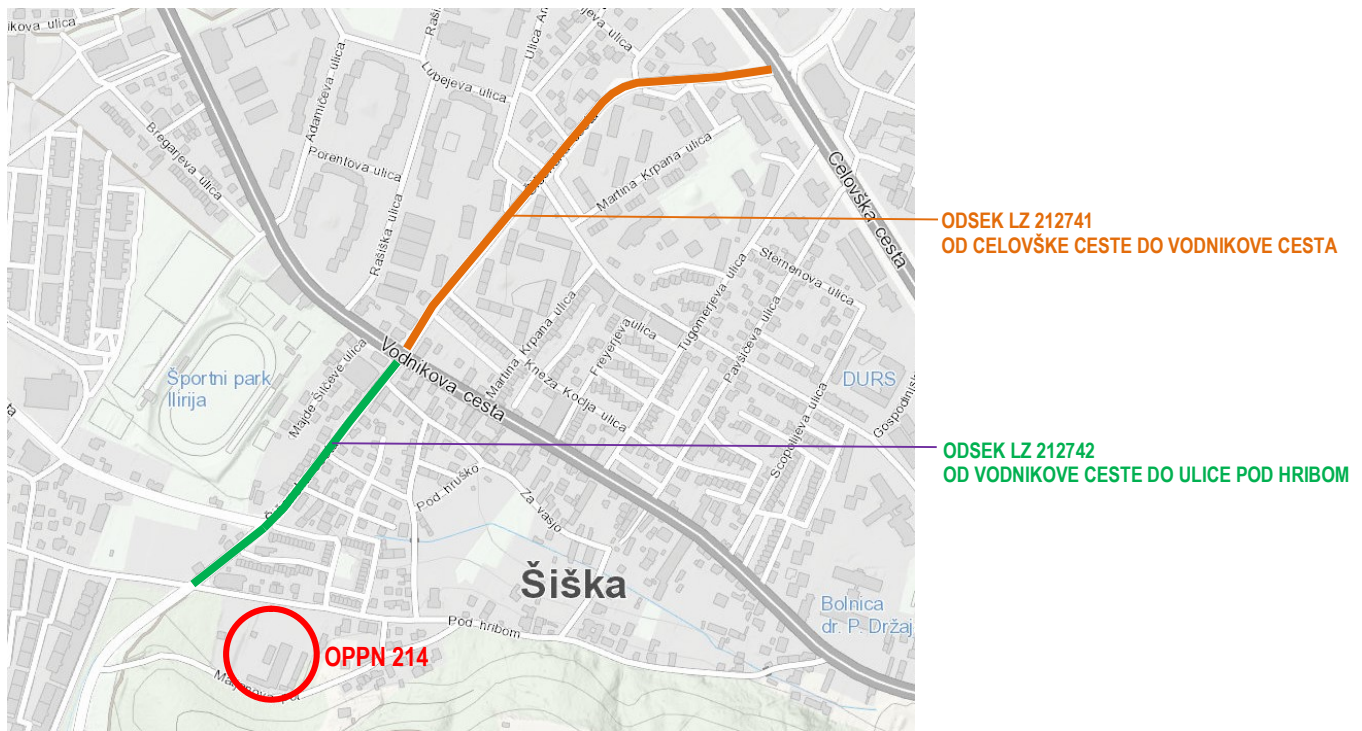 nikova ulica
Adamičeva ulica
Lubejeva ulica
Bregarjeva ulica
Porentova ulica
Rašiška ulica
Martina Krpana ulica
Celovška cesta
ODSEK LZ 212741
OD CELOVŠKE CESTE DO VODNIKOVE CESTA
Sternenova ulica
Tugomerjeva ulica
Pavšičeva ulica
Freyerjeva ulica
Martina Krpana ulica
Vodnikova cesta
Kneza Koclja ulica
Majde Šilčeve ulica
Športni park
Ilirija
DURS
Scopolijeva ulica
ODSEK LZ 212742
OD VODNIKOVE CESTE DO ULICE POD HRIBOM
Pod hruško
Za vasjo
Šiška
Bolnica
dr. P. Držaj
Pod hribom
OPPN 214